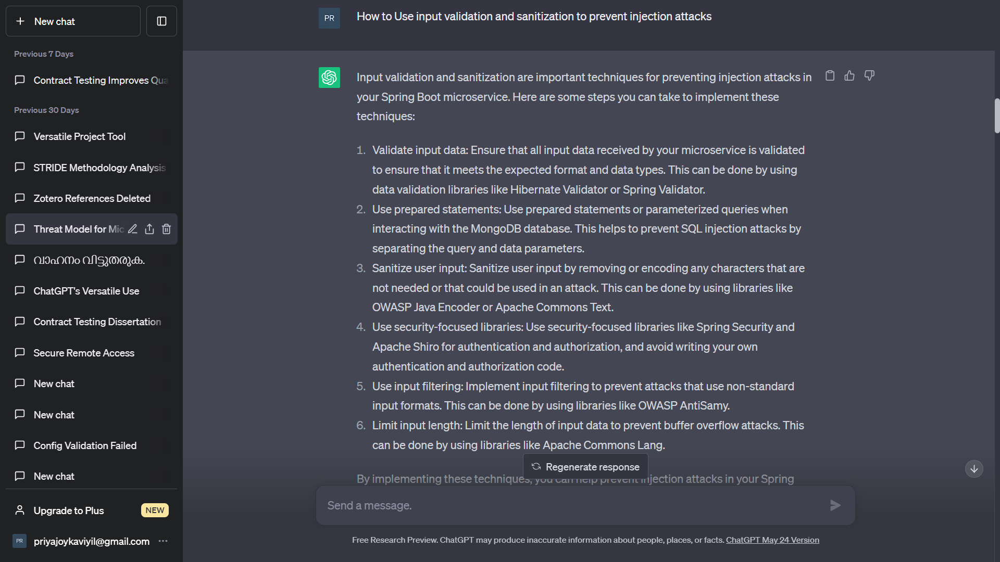 New chat
Previous 7 Days
Contract Testing Improves Qua
Previous 30 Days
Versatile Project Tool
STRIDE Methodology Analysis
Zotero References Deleted
Threat Model for Mic
വാഹനം വിട്ടുതരുക.
ChatGPT's Versatile Use
Contract Testing Dissertation
Secure Remote Access
New chat
New chat
Config Validation Failed
New chat
Upgrade to Plus NEW
PR priyajoykaviyil@gmail.com
PR How to Use input validation and sanitization to prevent injection attacks
Input validation and sanitization are important techniques for preventing injection attacks in
your Spring Boot microservice. Here are some steps you can take to implement these
techniques:
1. Validate input data: Ensure that all input data received by your microservice is validated
to ensure that it meets the expected format and data types. This can be done by using
data validation libraries like Hibernate Validator or Spring Validator.
2. Use prepared statements: Use prepared statements or parameterized queries when
interacting with the MongoDB database. This helps to prevent SQL injection attacks by
separating the query and data parameters.
3. Sanitize user input: Sanitize user input by removing or encoding any characters that are
not needed or that could be used in an attack. This can be done by using libraries like
OWASP Java Encoder or Apache Commons Text.
4. Use security-focused libraries: Use security-focused libraries like Spring Security and
Apache Shiro for authentication and authorization, and avoid writing your own
authentication and authorization code.
5. Use input filtering: Implement input filtering to prevent attacks that use non-standard
input formats. This can be done by using libraries like OWASP AntiSamy.
6. Limit input length: Limit the length of input data to prevent buffer overflow attacks. This
can be done by using libraries like Apache Commons Lang.
Regenerate response
By implementing these techniques, you can help prevent injection attacks in your Spring
Send a message.
Free Research Preview. ChatGPT may produce inaccurate information about people, places, or facts. ChatGPT May 24 Version